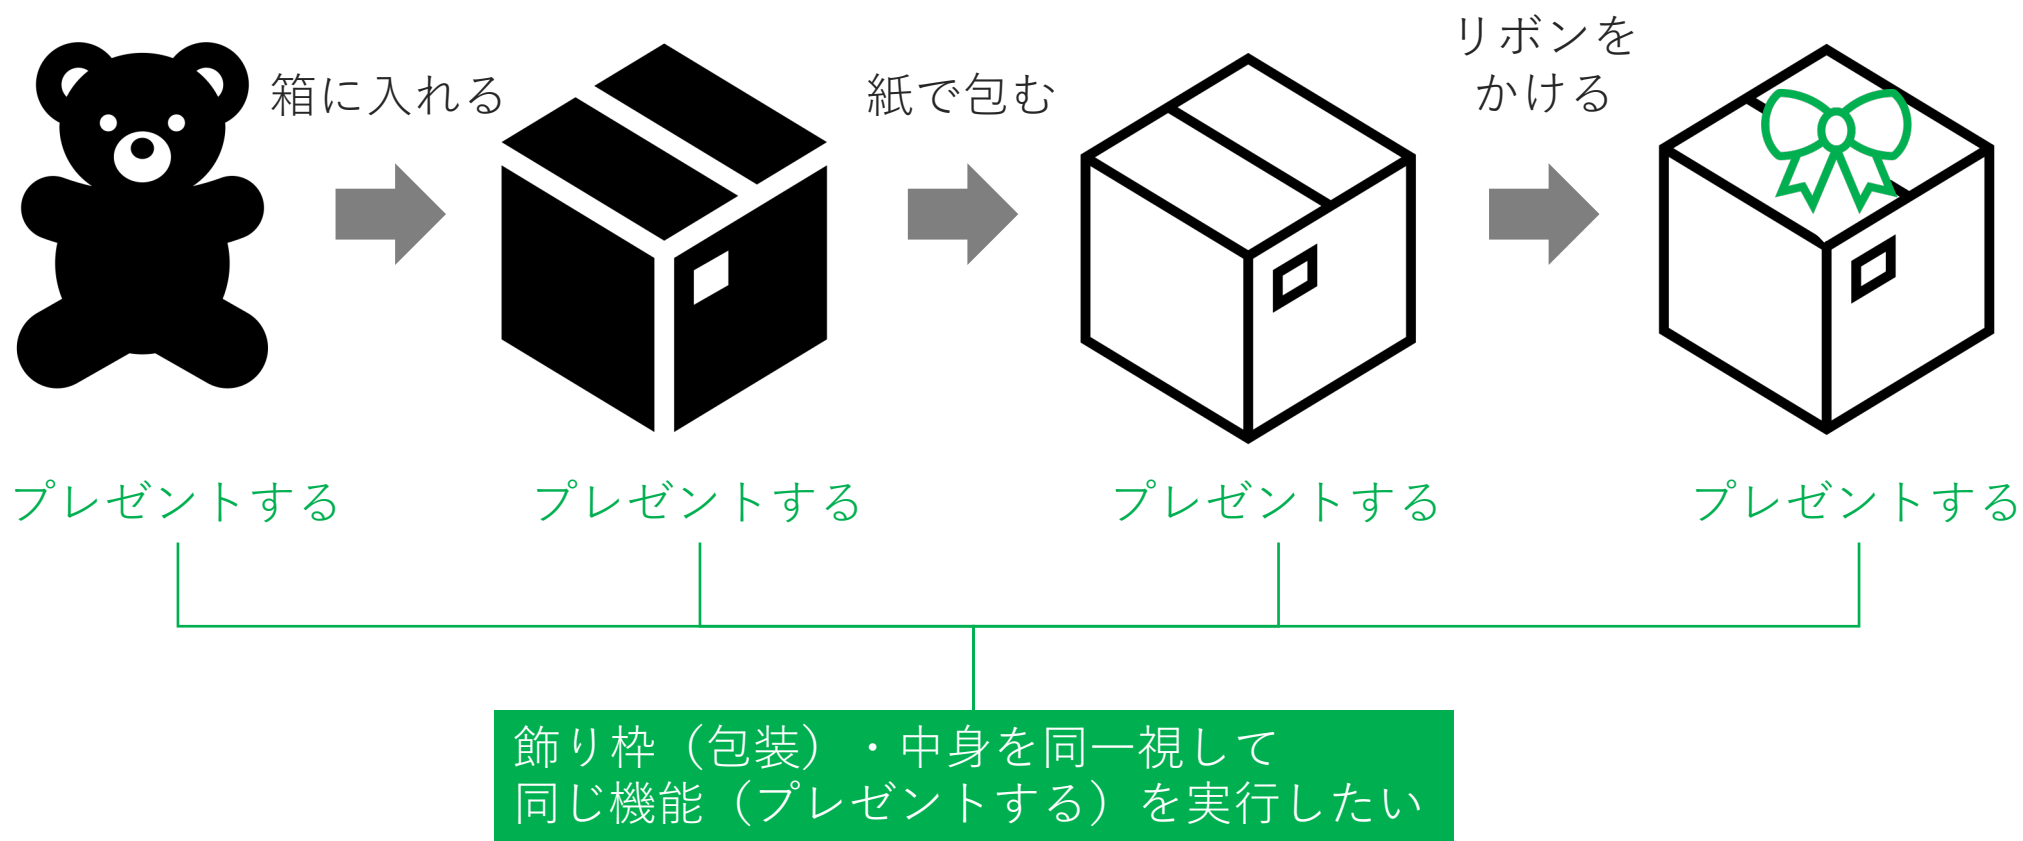 箱に入れる
紙で包む
リボンを
かける
プレゼントする
プレゼントする
プレゼントする
プレゼントする
飾り枠（包装）・中身を同一視して
同じ機能（プレゼントする）を実行したい